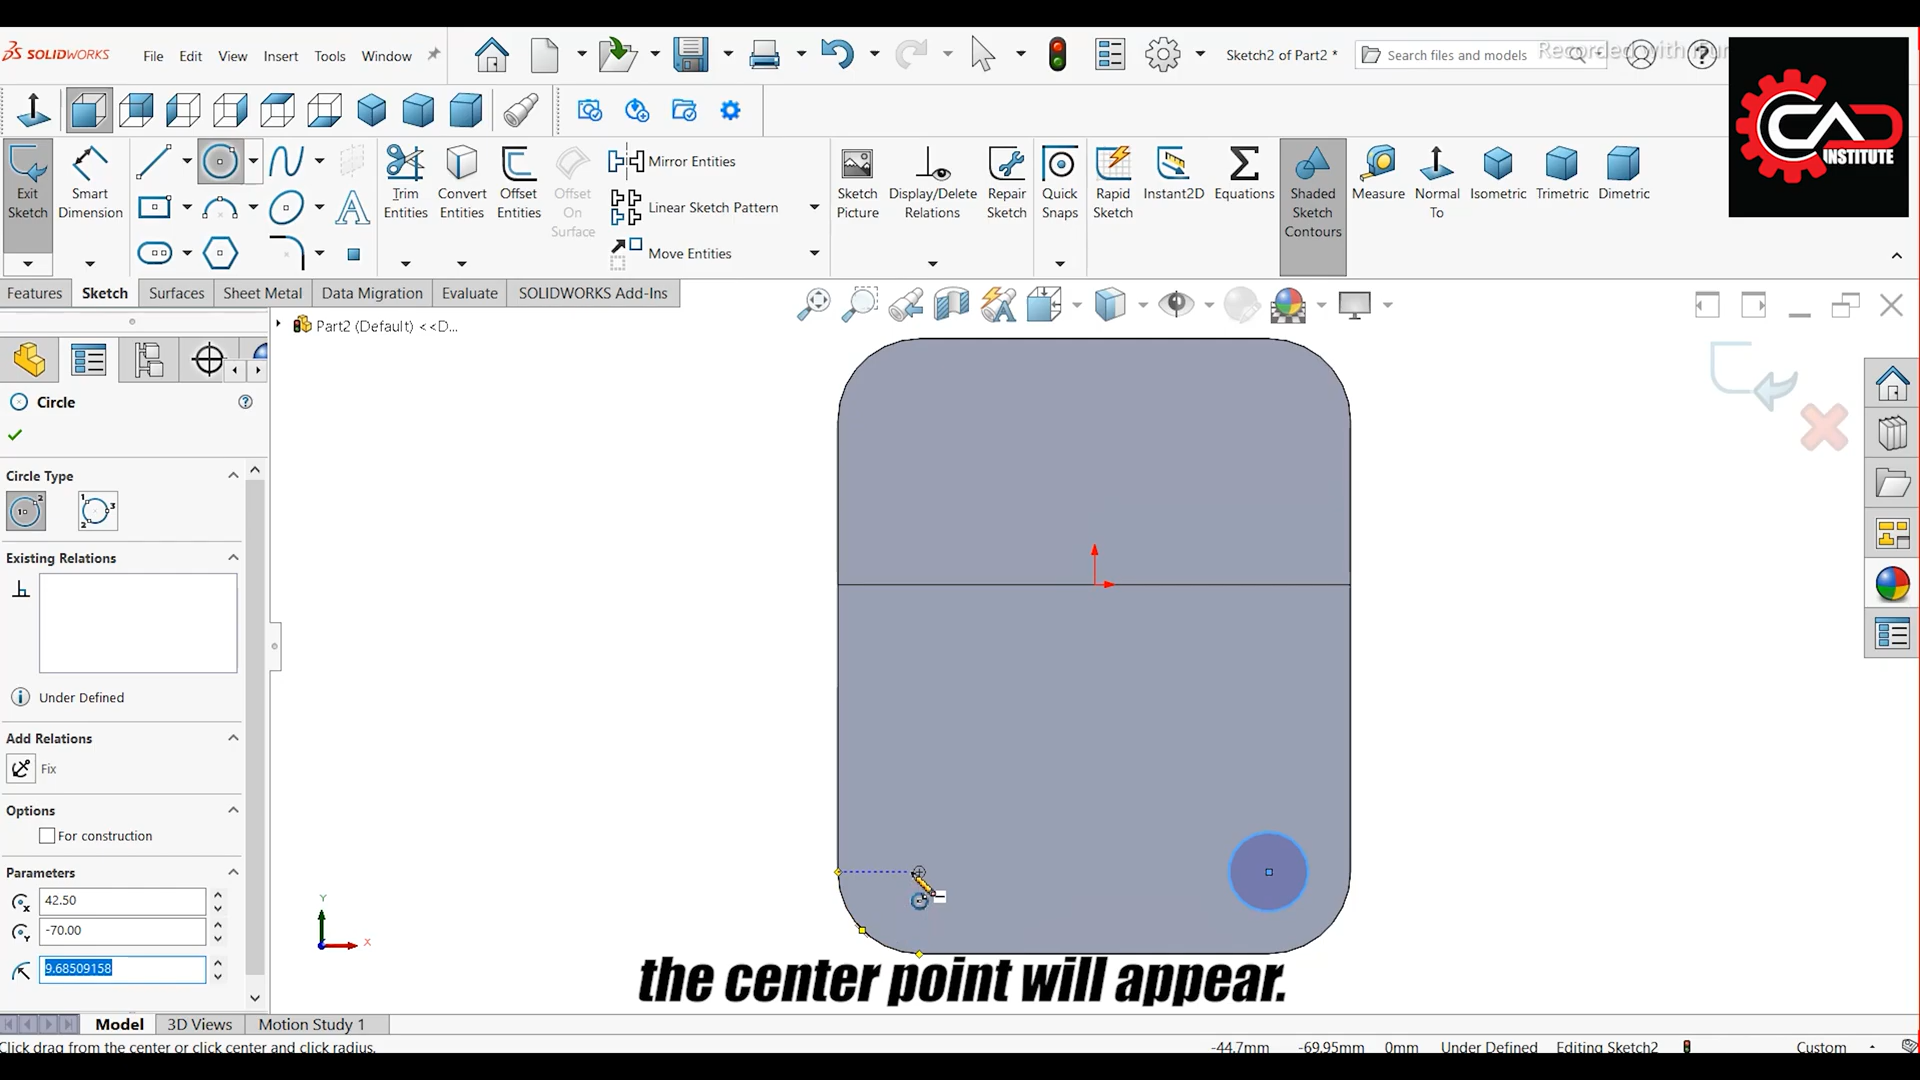 SOLIDWORKS
File Edit View Insert Tools Window
Sketch2 of Part2 *
Search files and models
Recorded with
CAD
INSTITUTE
Exit Sketch
Smart Dimension
Trim Entities
Convert Entities
Offset Entities
Offset On Surface
Mirror Entities
Linear Sketch Pattern
Move Entities
Sketch Picture
Display/Delete Relations
Repair Sketch
Quick Snaps
Rapid Sketch
Instant2D
Equations
Shaded Sketch Contours
Measure
Normal To
Isometric
Trimetric
Dimetric
Features Sketch Surfaces Sheet Metal Data Migration Evaluate SOLIDWORKS Add-Ins
Part2 (Default) <<D...
Circle
Circle Type
Existing Relations
Under Defined
Add Relations
Fix
Options
For construction
Parameters
42.50
-70.00
9.68509158
Y
X
the center point will appear.
Model 3D Views Motion Study 1
Click drag from the center or click center and click radius.
-44.7mm -69.95mm 0mm Under Defined Editing Sketch2 Custom